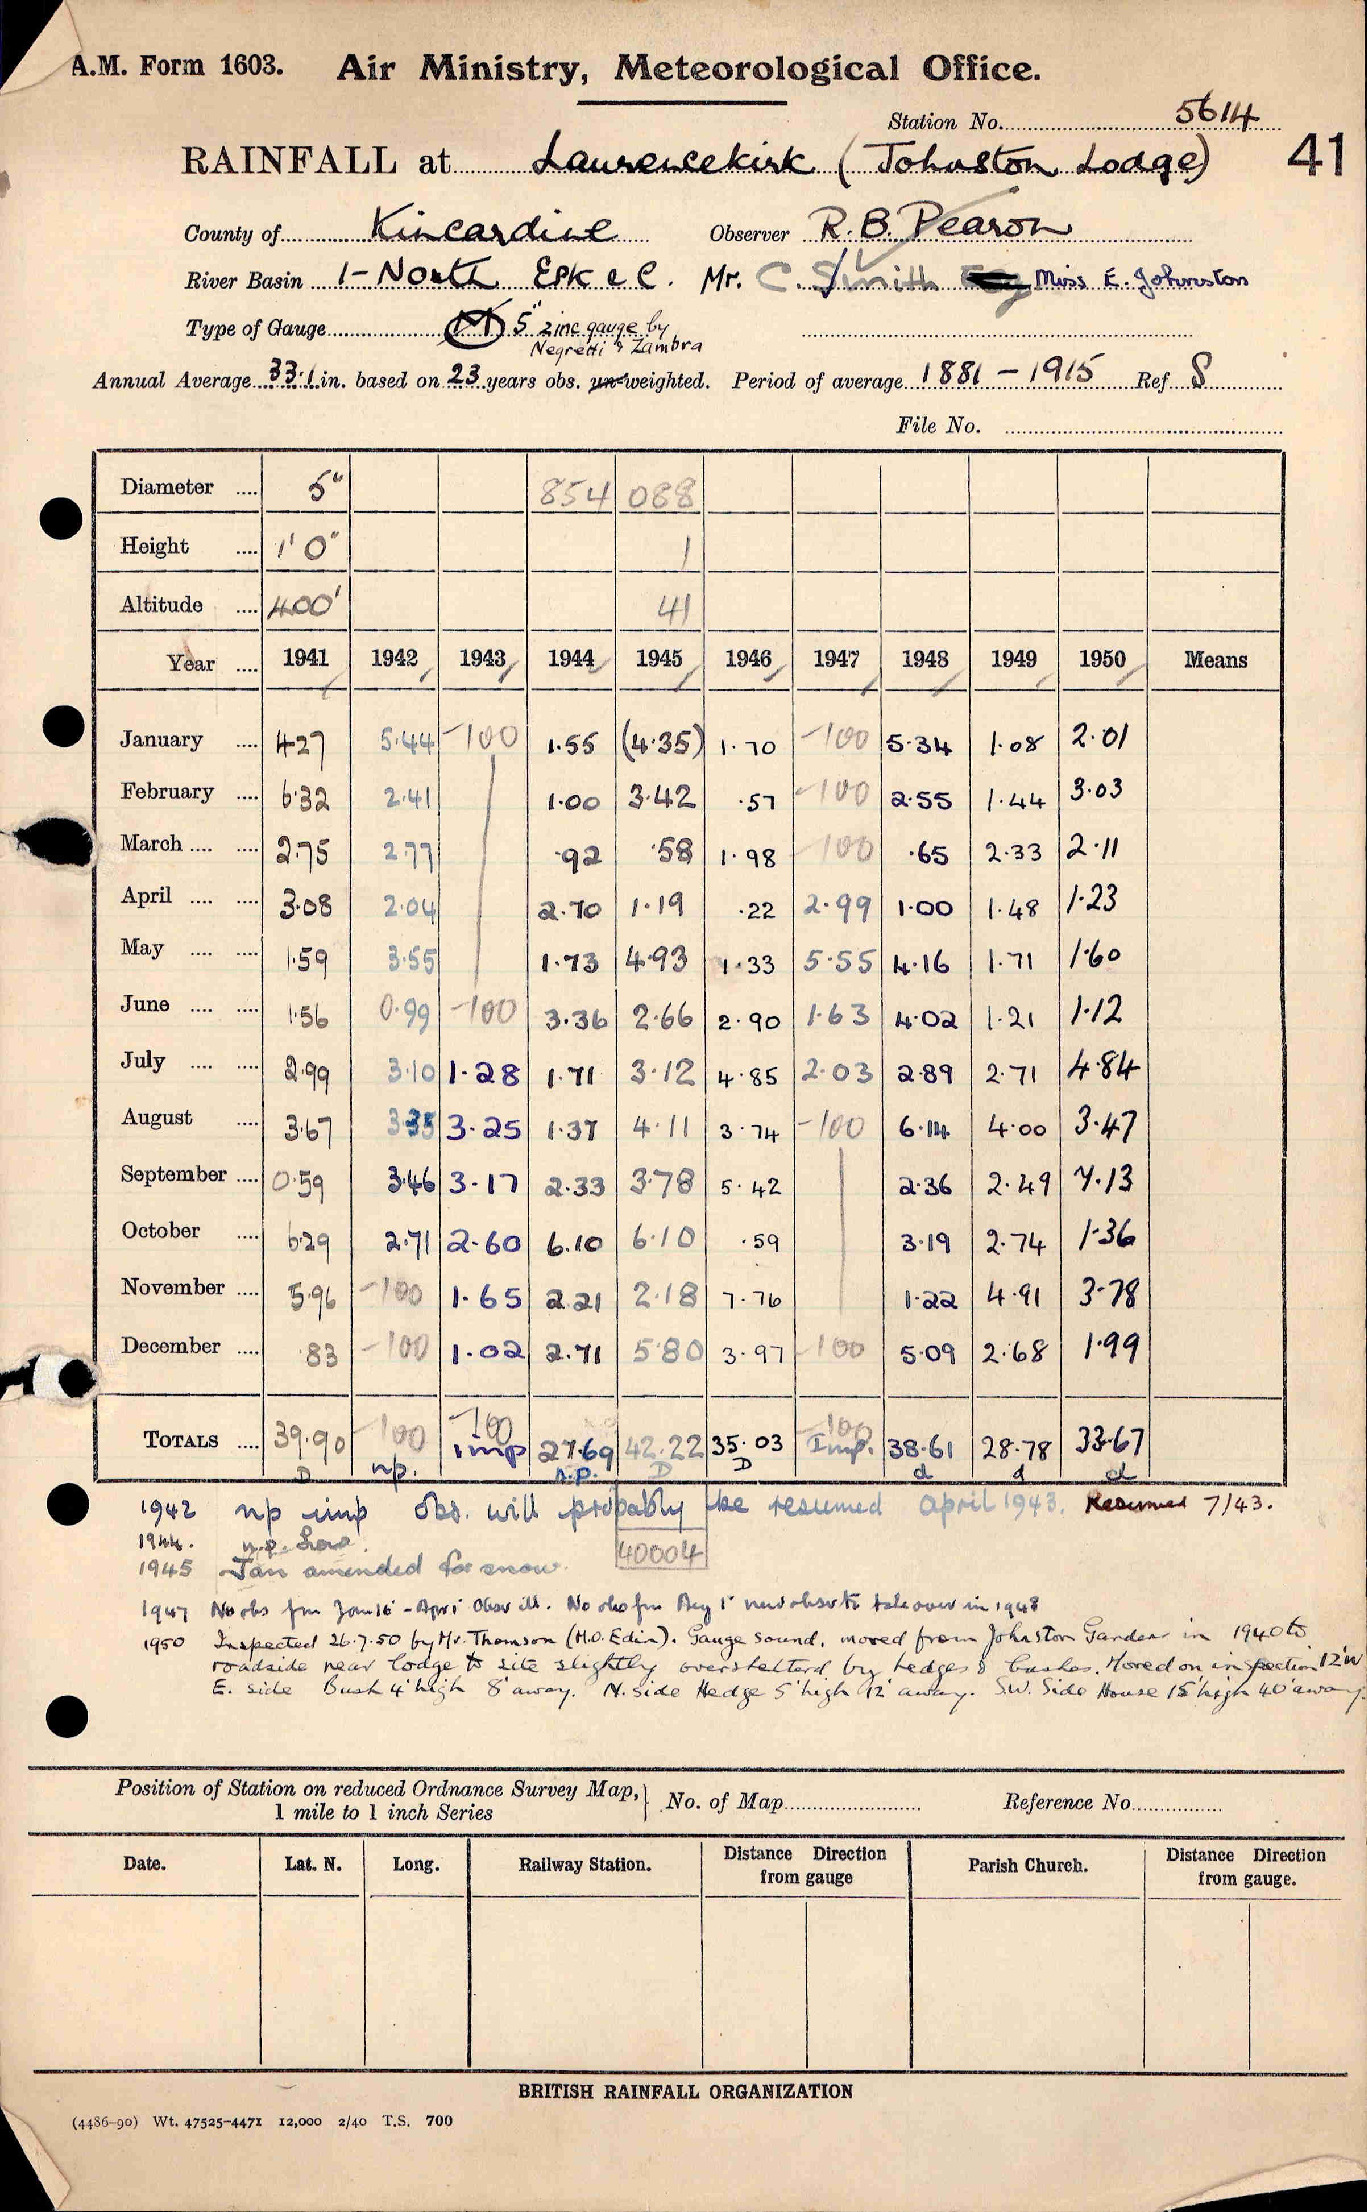 A.M. Form 1603. Air Ministry, Meteorological Office.
Station No. 5614
RAINFALL at Laurencekirk (Johnston Lodge) 41
County of Kincardine Observer R. B. Pearson
River Basin 1 - North Esk &c. Mr. C. Smith Esq Miss E. Johnston
Type of Gauge M 5" zinc gauge by
Negretti & Zambra
Annual Average 33.1 in. based on 23 years obs. un-weighted. Period of average 1881 - 1915 Ref S
File No.
Diameter .... 5" 854 088
Height .... 1' 0" 1
Altitude .... 400' 41
Year .... 1941 1942 1943 1944 1945 1946 1947 1948 1949 1950 Means
January .... 4.27 5.44 -100 1.55 (4.35) 1.70 -100 5.34 1.08 2.01
February .... 6.32 2.41 1.00 3.42 .57 -100 2.55 1.44 3.03
March .... .... 2.75 2.77 .92 .58 1.98 -100 .65 2.33 2.11
April .... .... 3.08 2.04 2.70 1.19 .22 2.99 1.00 1.48 1.23
May .... .... 1.59 3.55 1.73 4.93 1.33 5.55 4.16 1.71 1.60
June .... .... 1.56 0.99 -100 3.36 2.66 2.90 1.63 4.02 1.21 1.12
July .... .... 2.99 3.10 1.28 1.71 3.12 4.85 2.03 2.89 2.71 4.84
August .... 3.67 3.35 3.25 1.37 4.11 3.74 -100 6.14 4.00 3.47
September .... 0.59 3.46 3.17 2.33 3.78 5.42 2.36 2.49 7.13
October .... 6.29 2.71 2.60 6.10 6.10 .59 3.19 2.74 1.36
November .... 5.96 -100 1.65 2.21 2.18 7.76 1.22 4.91 3.78
December .... .83 -100 1.02 2.71 5.80 3.97 -100 5.09 2.68 1.99
-100 -100
TOTALS .... 39.90 -100 imp 27.69 42.22 35.03 Imp. 38.61 28.78 33.67
D np. n.p. D D d d d
1942 np imp obs. will probably be resumed April 1943. Resumed 7/43.
1944. n.p. Low.
40004
1945 Jan amended for snow.
1947 No obs fm Jan 16 - Apr 1 Obsr ill. No obs fm Aug 1 new obsr to take over in 1948
1950 Inspected 26.7.50 by Mr. Thomson (M.O. Edin). Gauge sound, moved from Johnston Gardens in 1940 to
roadside near lodge to site slightly oversheltered by hedges & bushes. Moved on inspection 12' W
E. side Bush 4' high 8' away. N. side Hedge 5' high 12' away. S.W. Side House 15' high 40' away.
Position of Station on reduced Ordnance Survey Map,
1 mile to 1 inch Series
No. of Map Reference No.
Date. Lat. N. Long. Railway Station. Distance from gauge Direction Parish Church. Distance from gauge. Direction
BRITISH RAINFALL ORGANIZATION
(4486-90) Wt. 47525-4471 12,000 2/40 T.S. 700